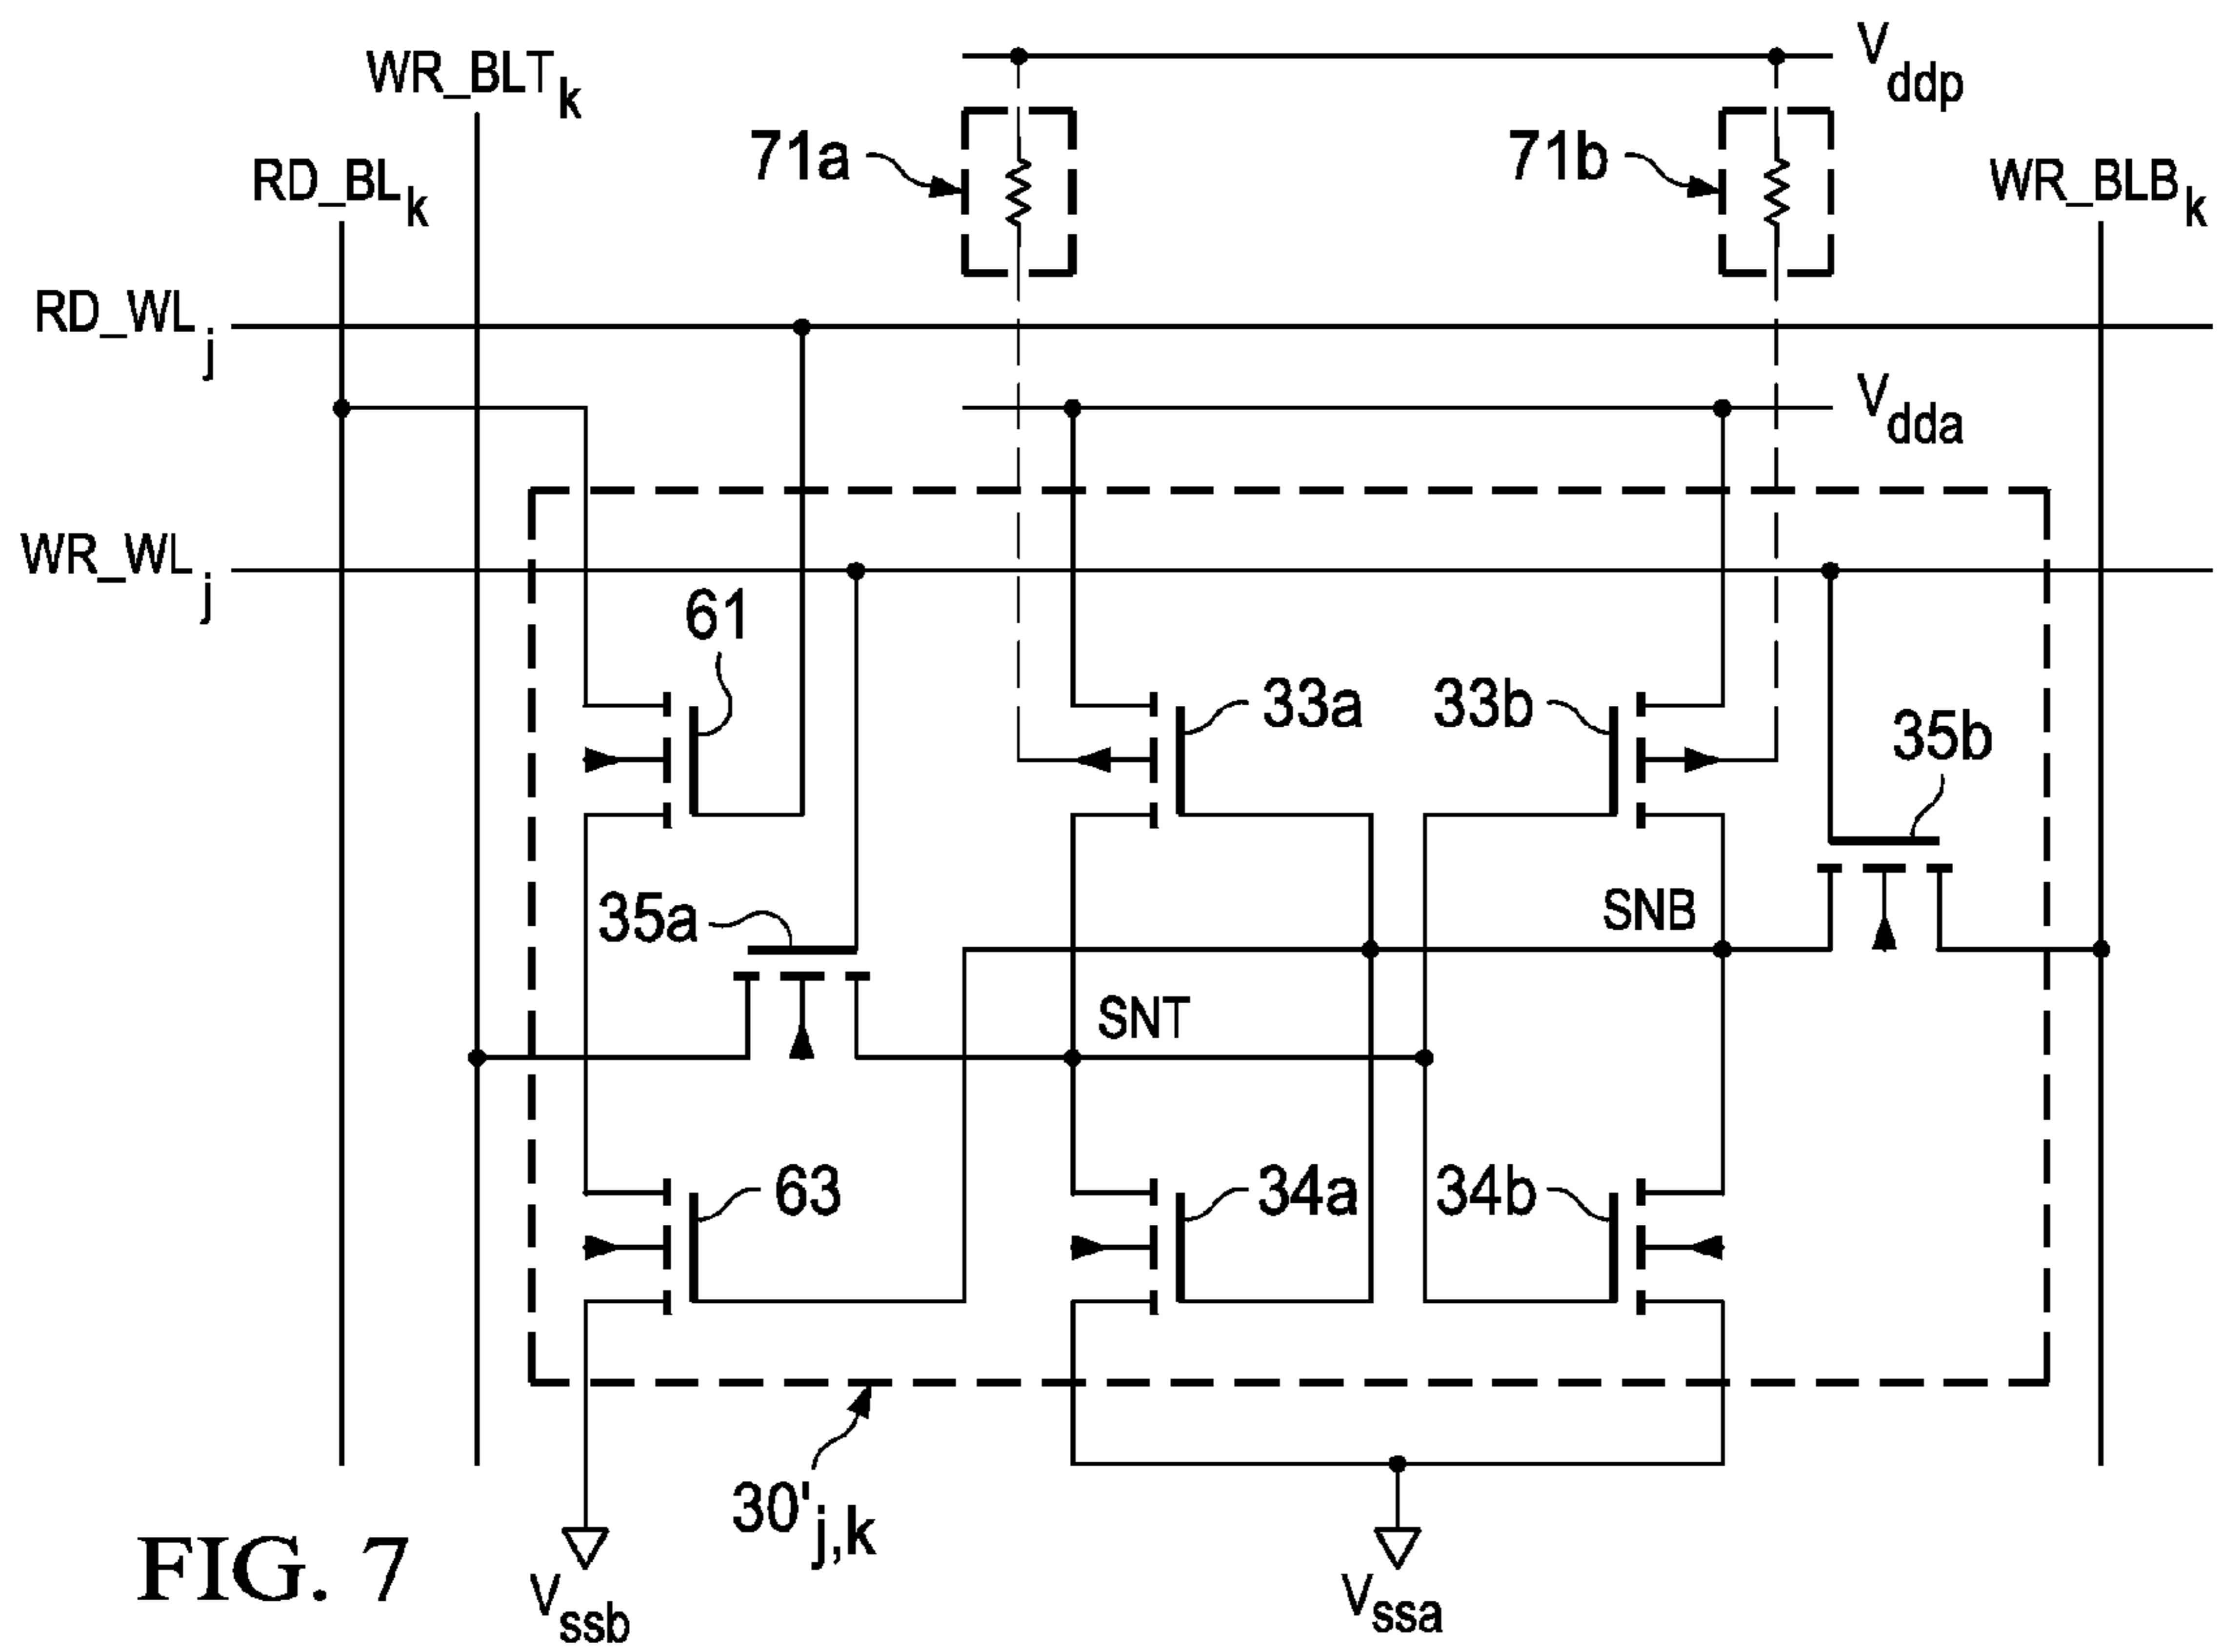 V_ddp
WR_BLT_k
71a
71b
RD_BL_k
WR_BLB_k
RD_WL_j
V_dda
WR_WL_j
61
33a
33b
35b
35a
SNB
SNT
63
34a
34b
30'_j,k
FIG. 7
V_ssb
V_ssa